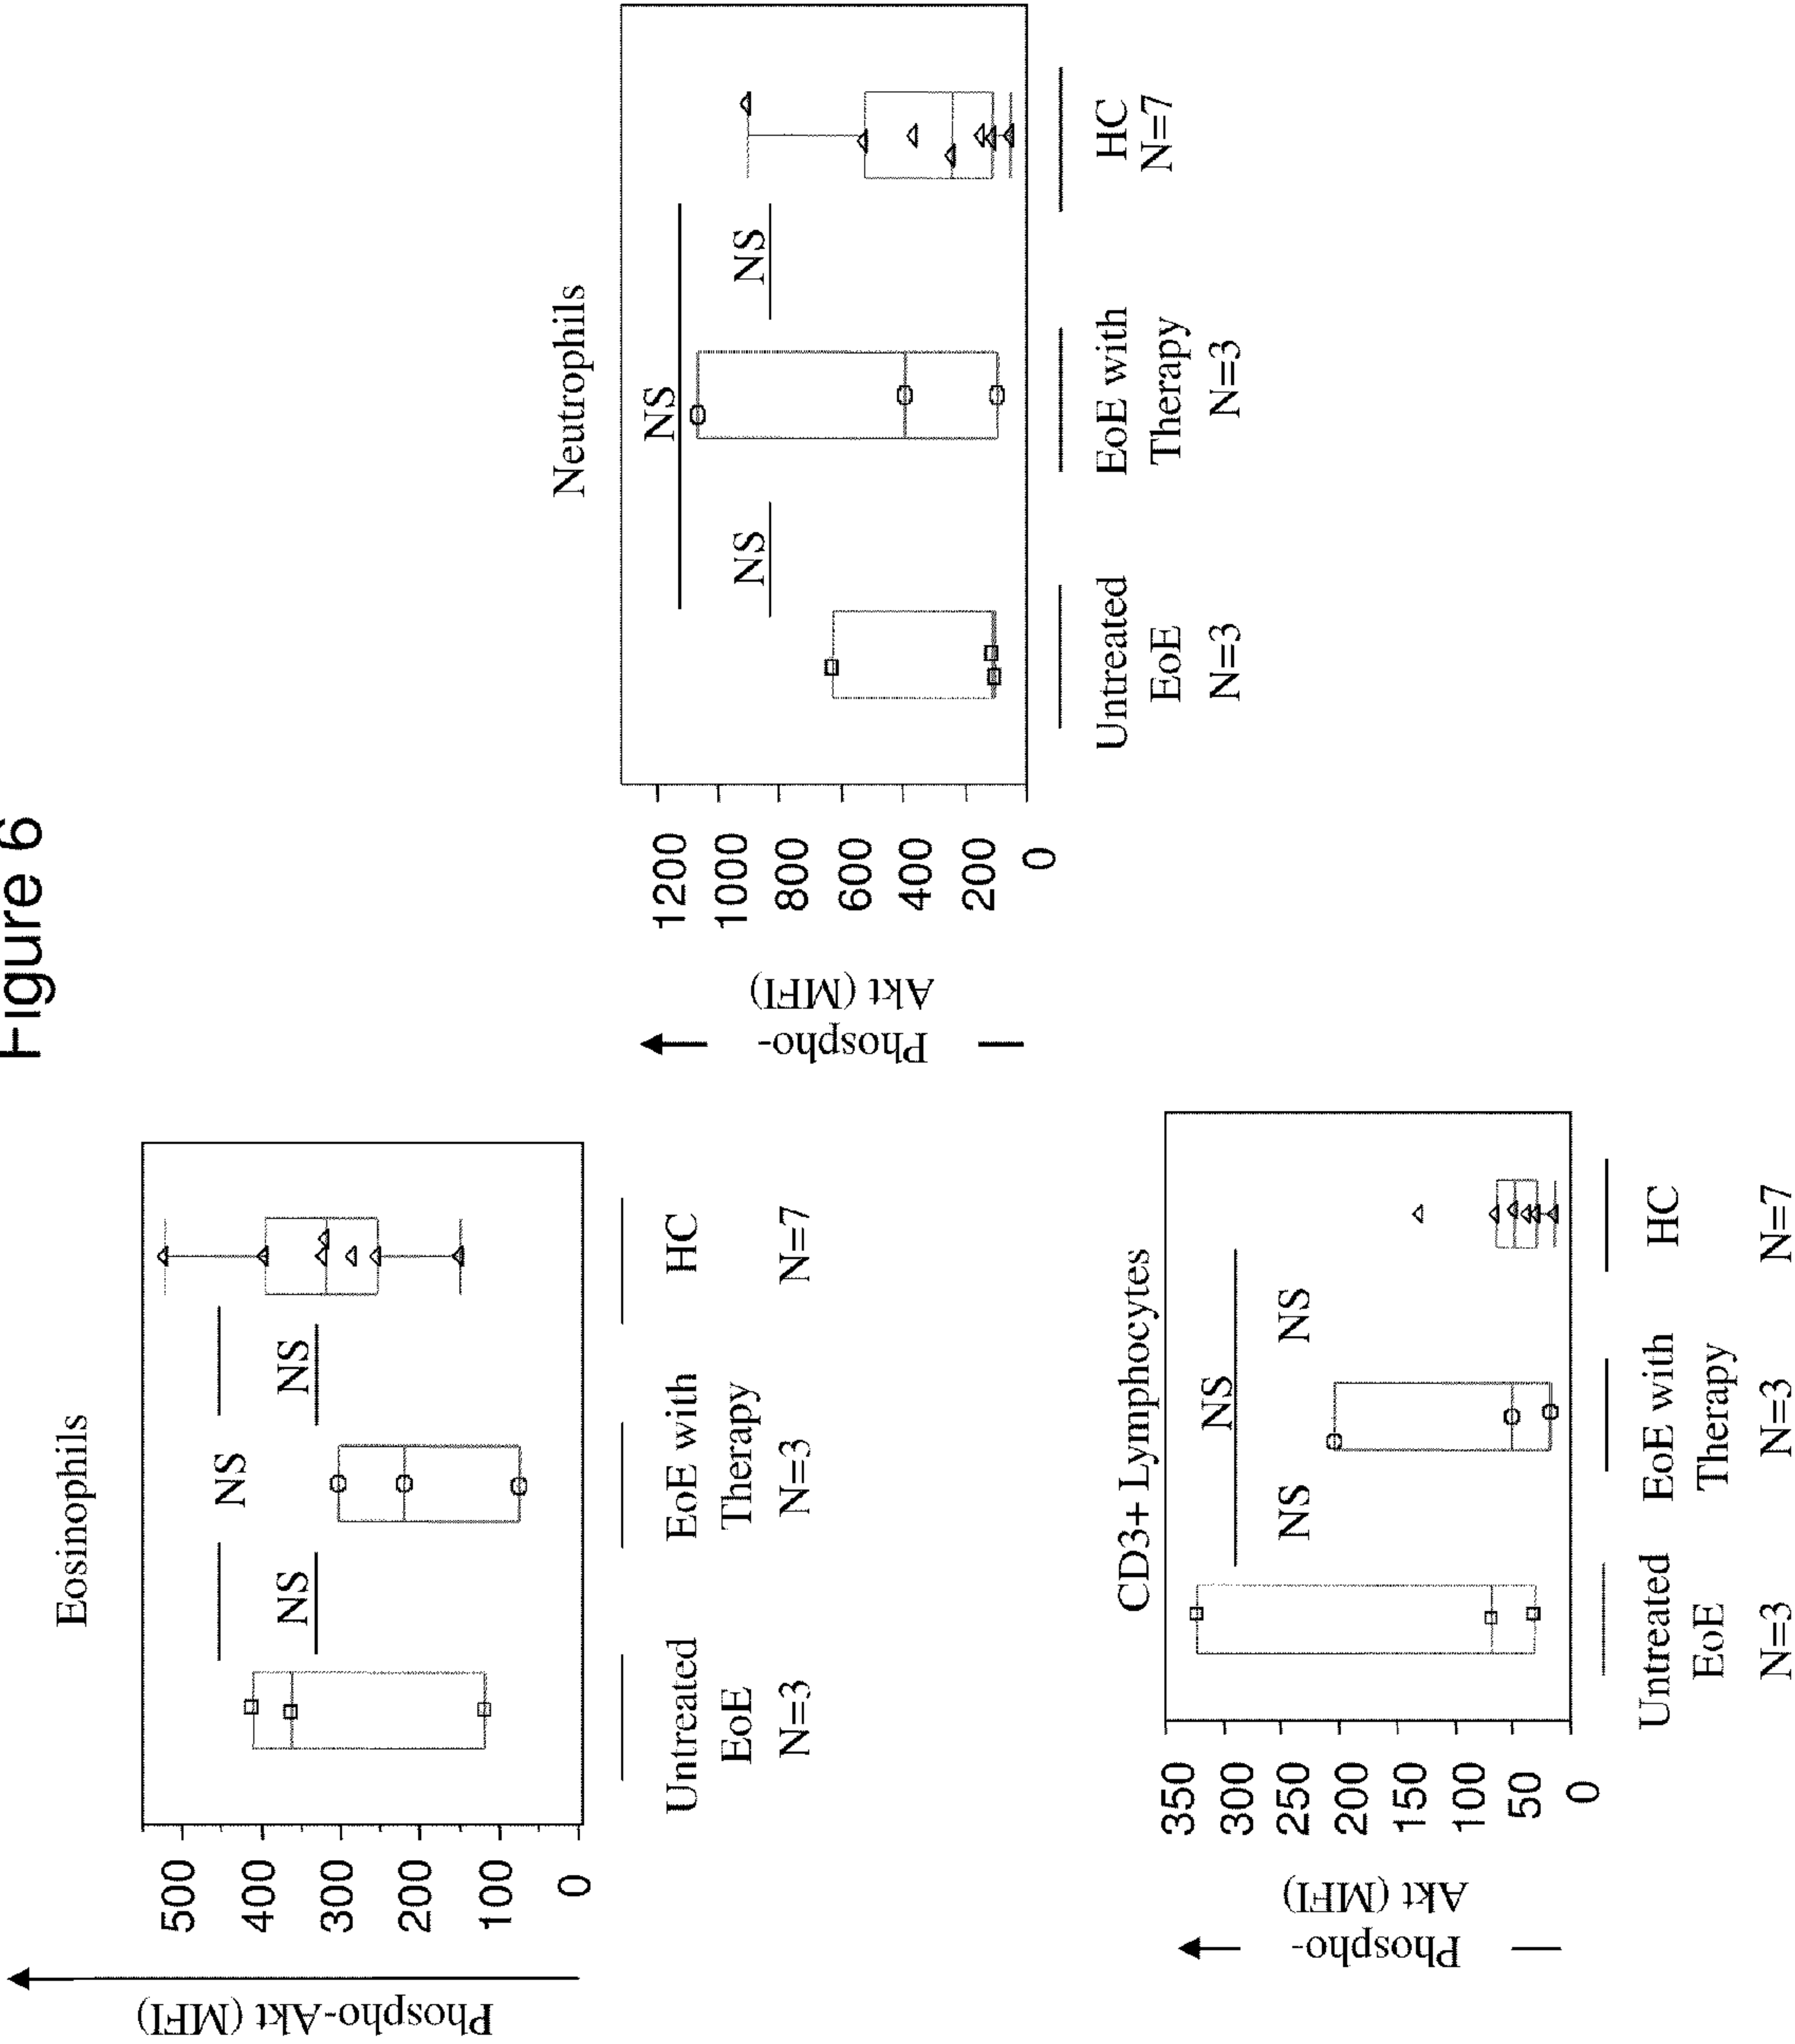 Figure 6
Eosinophils
Phospho-Akt (MFI)
500
400
300
200
100
0
NS
NS
NS
Untreated
EoE
N=3
EoE with
Therapy
N=3
HC
N=7
Neutrophils
Phospho-
Akt (MFI)
1200
1000
800
600
400
200
0
NS
NS
NS
Untreated
EoE
N=3
EoE with
Therapy
N=3
HC
N=7
CD3+ Lymphocytes
Phospho-
Akt (MFI)
350
300
250
200
150
100
50
0
NS
NS
NS
Untreated
EoE
N=3
EoE with
Therapy
N=3
HC
N=7